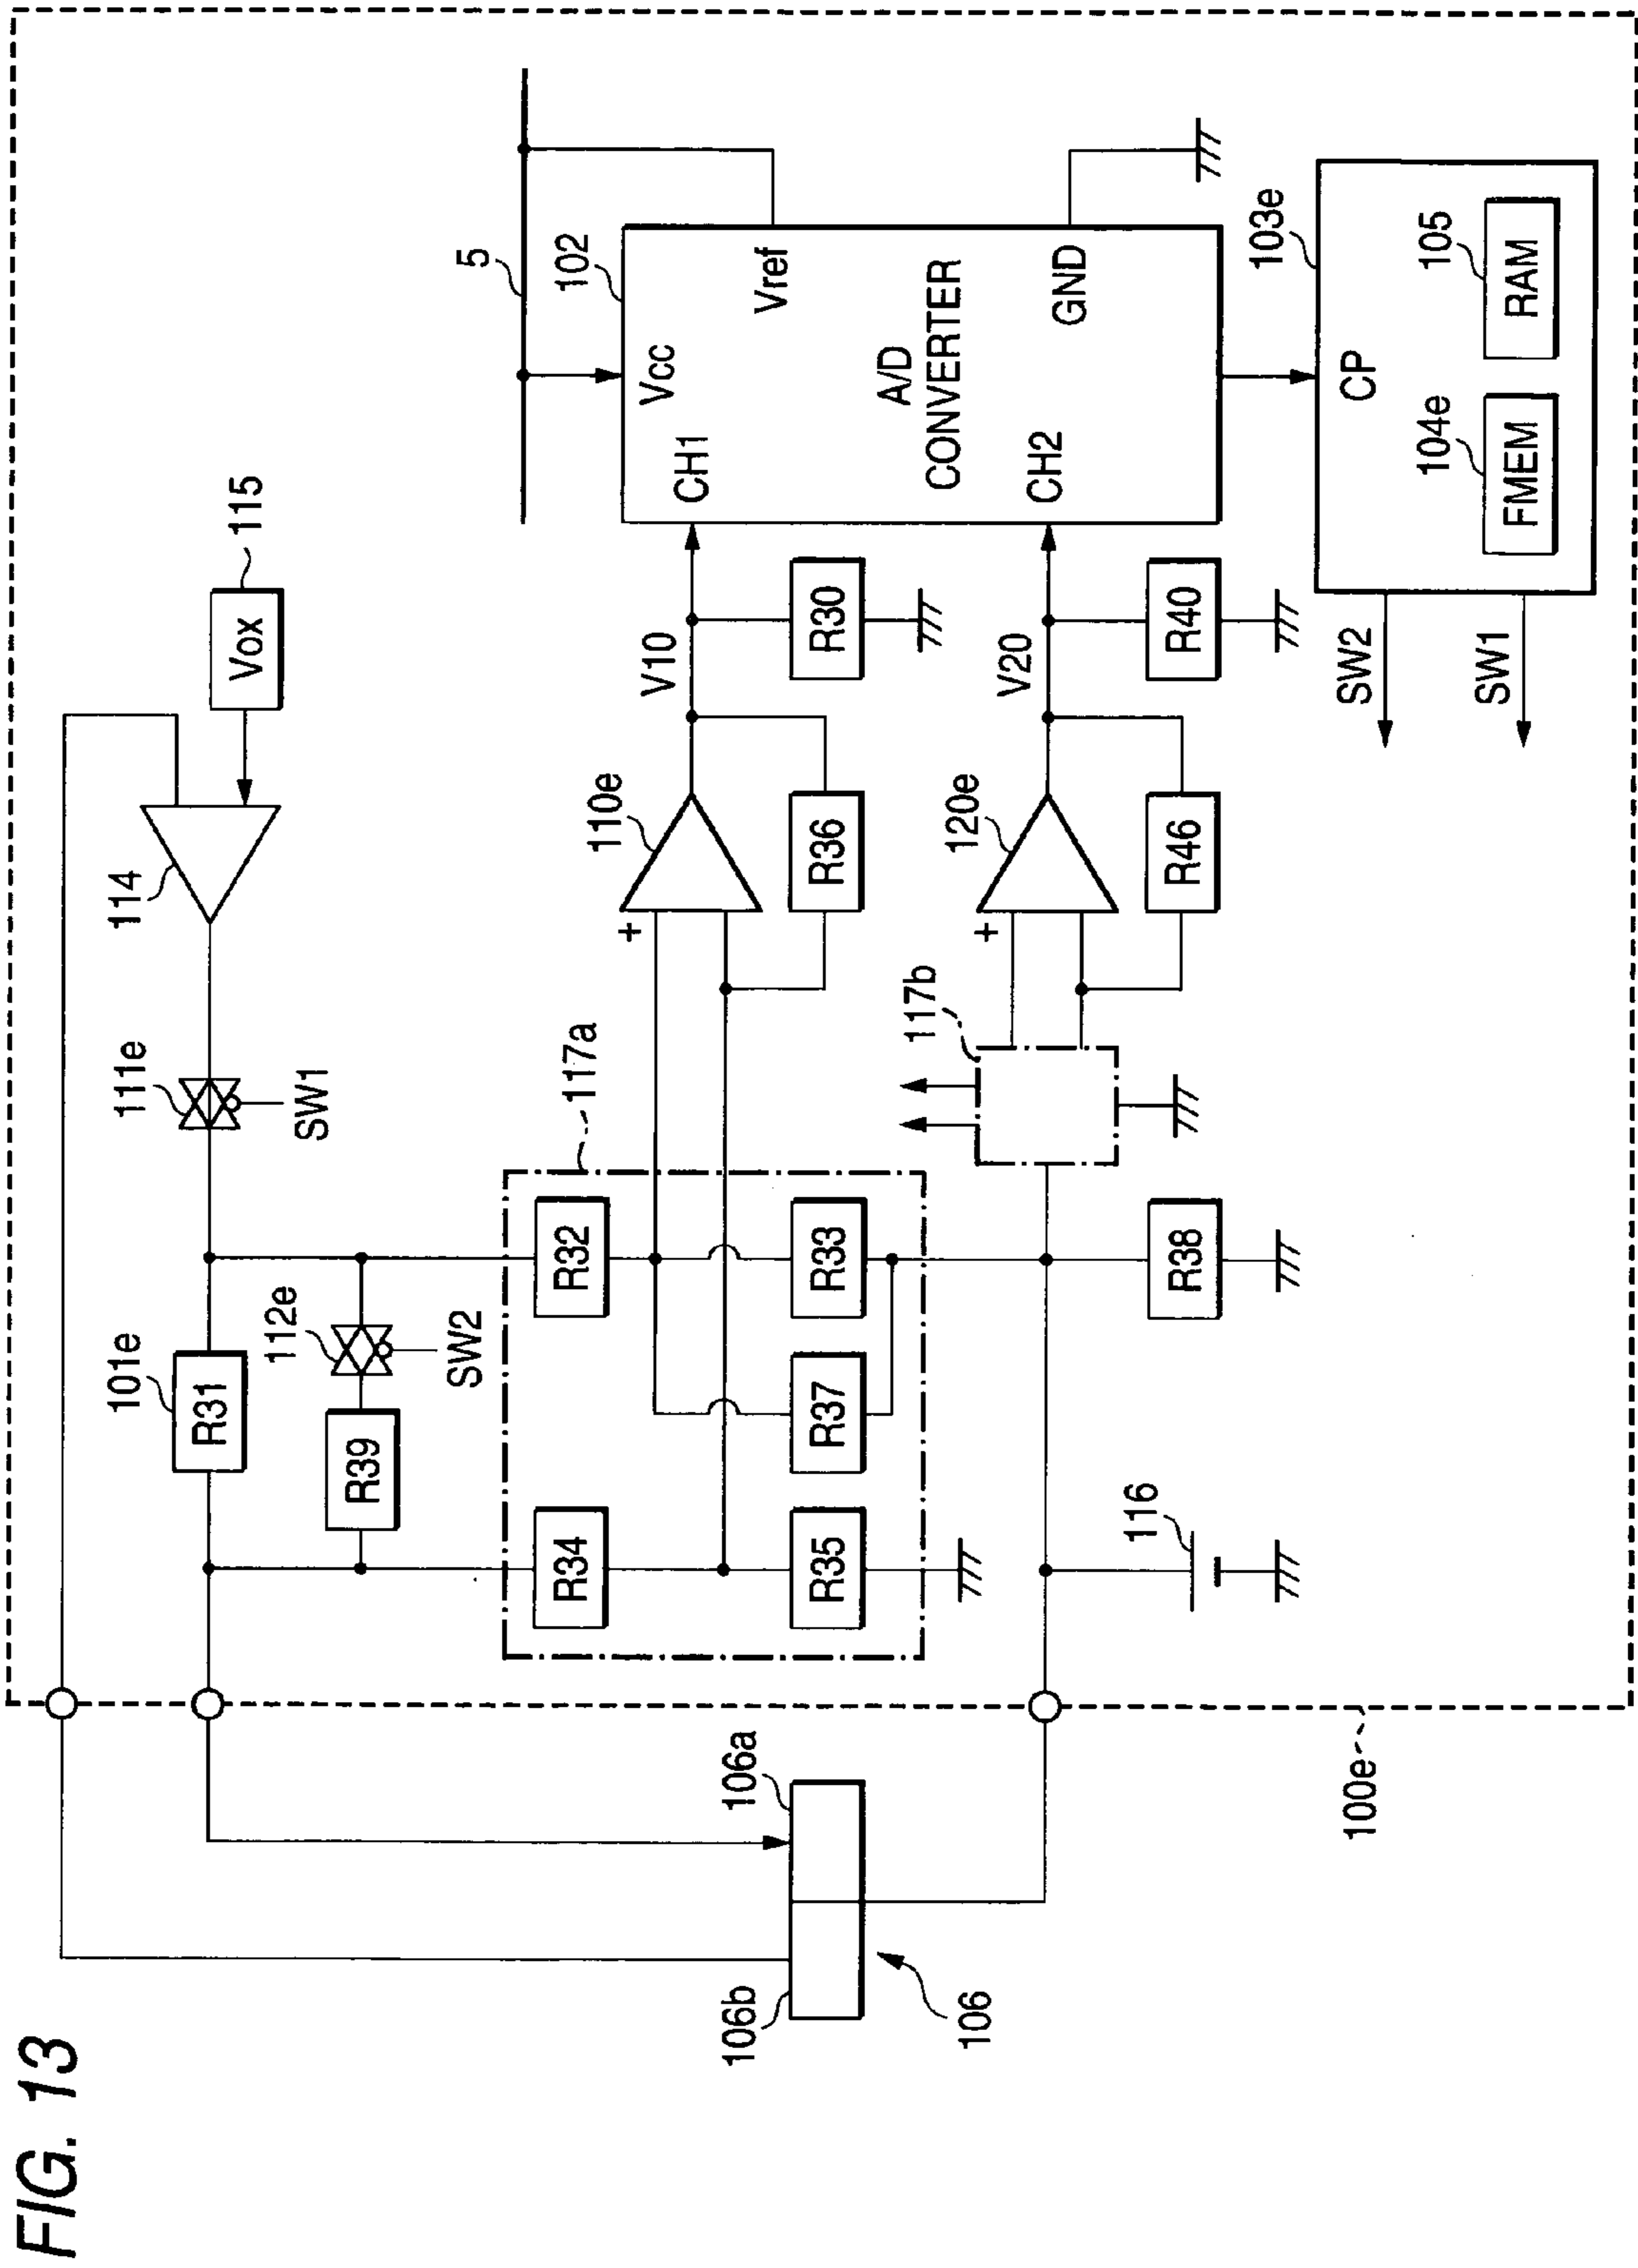 FIG. 13
106b
106
106a
100e
101e
R31
R39
112e
SW2
111e
SW1
114
115
Vox
117a
R34
R32
R35
R37
R33
116
R38
117b
+
110e
R36
V10
R30
+
120e
R46
V20
R40
5
102
CH1
Vcc
Vref
A/D
CONVERTER
CH2
GND
103e
CP
104e
FMEM
105
RAM
SW2
SW1